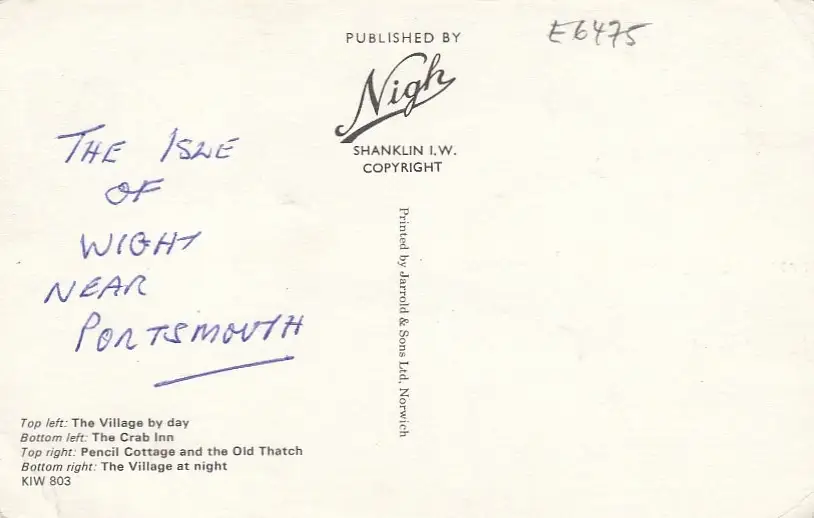 PUBLISHED BY
Nigh
SHANKLIN I.W.
COPYRIGHT
E6475
THE ISLE
OF
WIGHT
NEAR
PORTSMOUTH
Printed by Jarrold & Sons Ltd, Norwich
Top left: The Village by day
Bottom left: The Crab Inn
Top right: Pencil Cottage and the Old Thatch
Bottom right: The Village at night
KIW 803